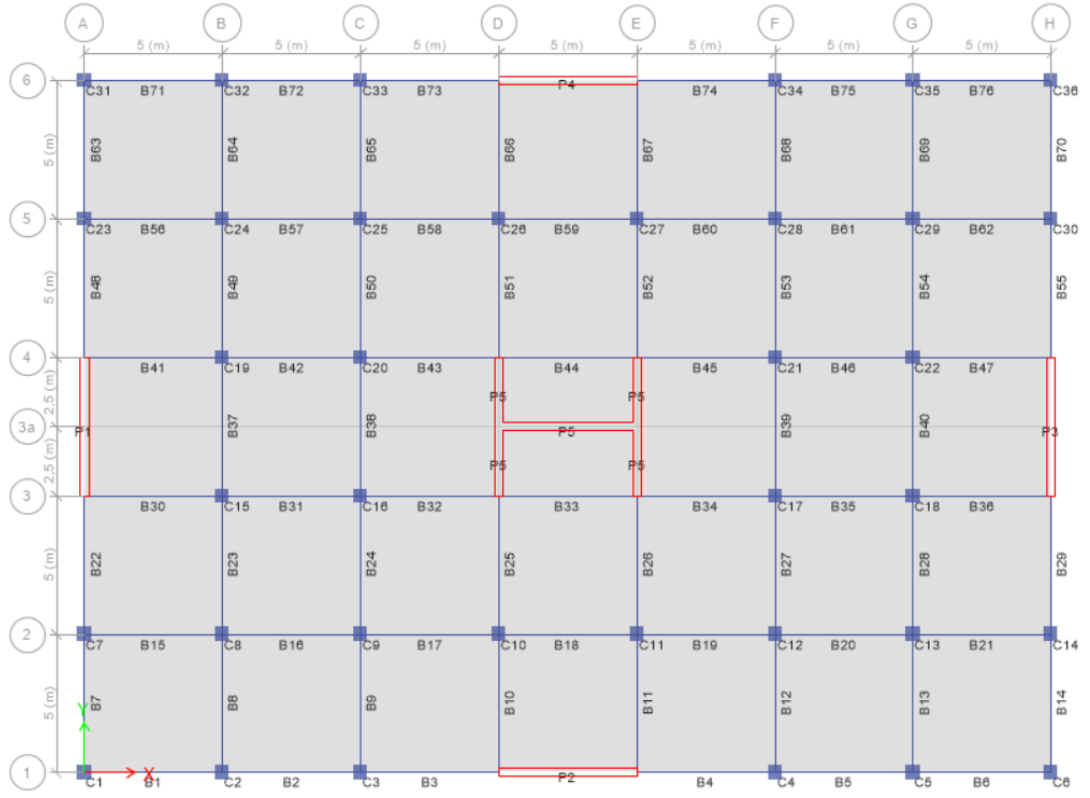 A B C D E F G H
5 (m) 5 (m) 5 (m) 5 (m) 5 (m) 5 (m) 5 (m)
6
P4
C31 B71 C32 B72 C33 B73 B74 C34 B75 C35 B76 C36
5 (m) B63 B64 B65 B66 B67 B68 B69 B70
5
C23 B56 C24 B57 C25 B58 C26 B59 C27 B60 C28 B61 C29 B62 C30
5 (m) B48 B49 B50 B51 B52 B53 B54 B55
4
B41 C19 B42 C20 B43 B44 B45 C21 B46 C22 B47
2,5 (m) P5 P5
3a P1 B37 B38 B39 B40 P3
2,5 (m) P5 P5
3
B30 C15 B31 C16 B32 B33 B34 C17 B35 C18 B36
5 (m) B22 B23 B24 B25 B26 B27 B28 B29
2
C7 B15 C8 B16 C9 B17 C10 B18 C11 B19 C12 B20 C13 B21 C14
5 (m) B7 B8 B9 B10 B11 B12 B13 B14
Y
1 X P2
C1 B1 C2 B2 C3 B3 B4 C4 B5 C5 B6 C6